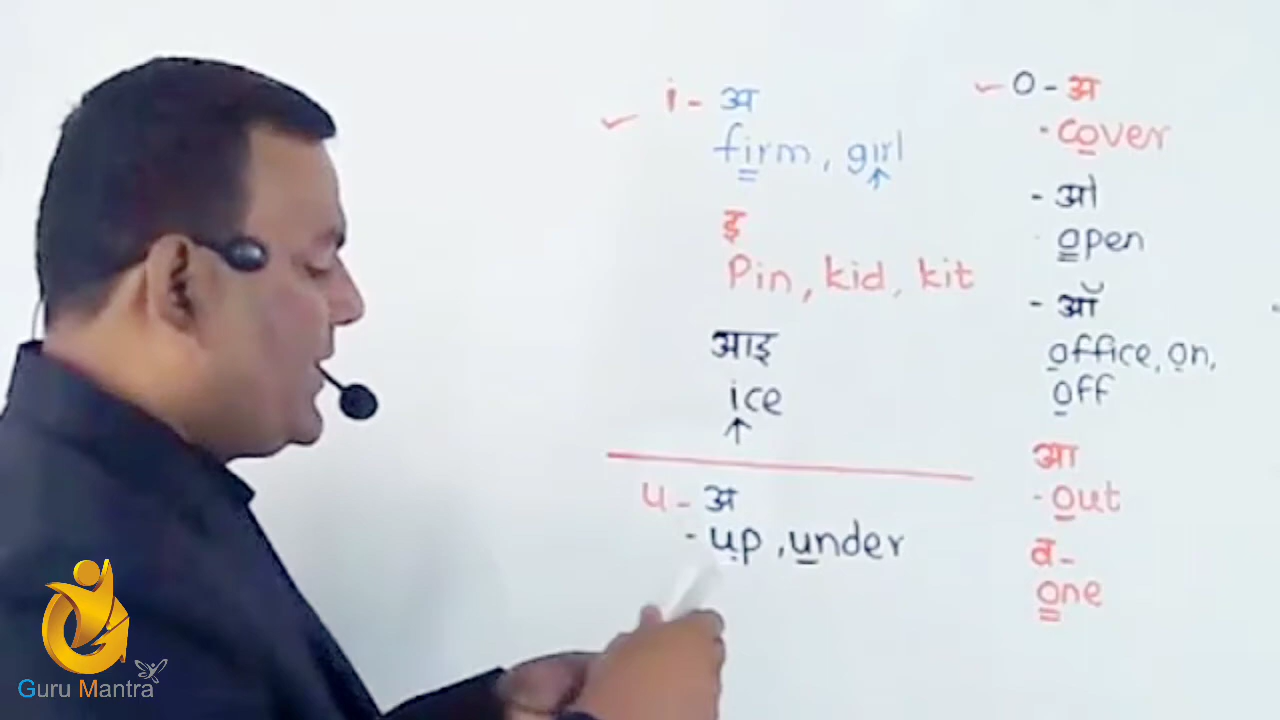 i - अ
firm, girl
इ
Pin, kid, kit
आइ
ice
u - अ
- up, under
o - अ
- cover
- ओ
- open
- ऑ
office, on,
off
आ
- out
व -
one
Guru Mantra